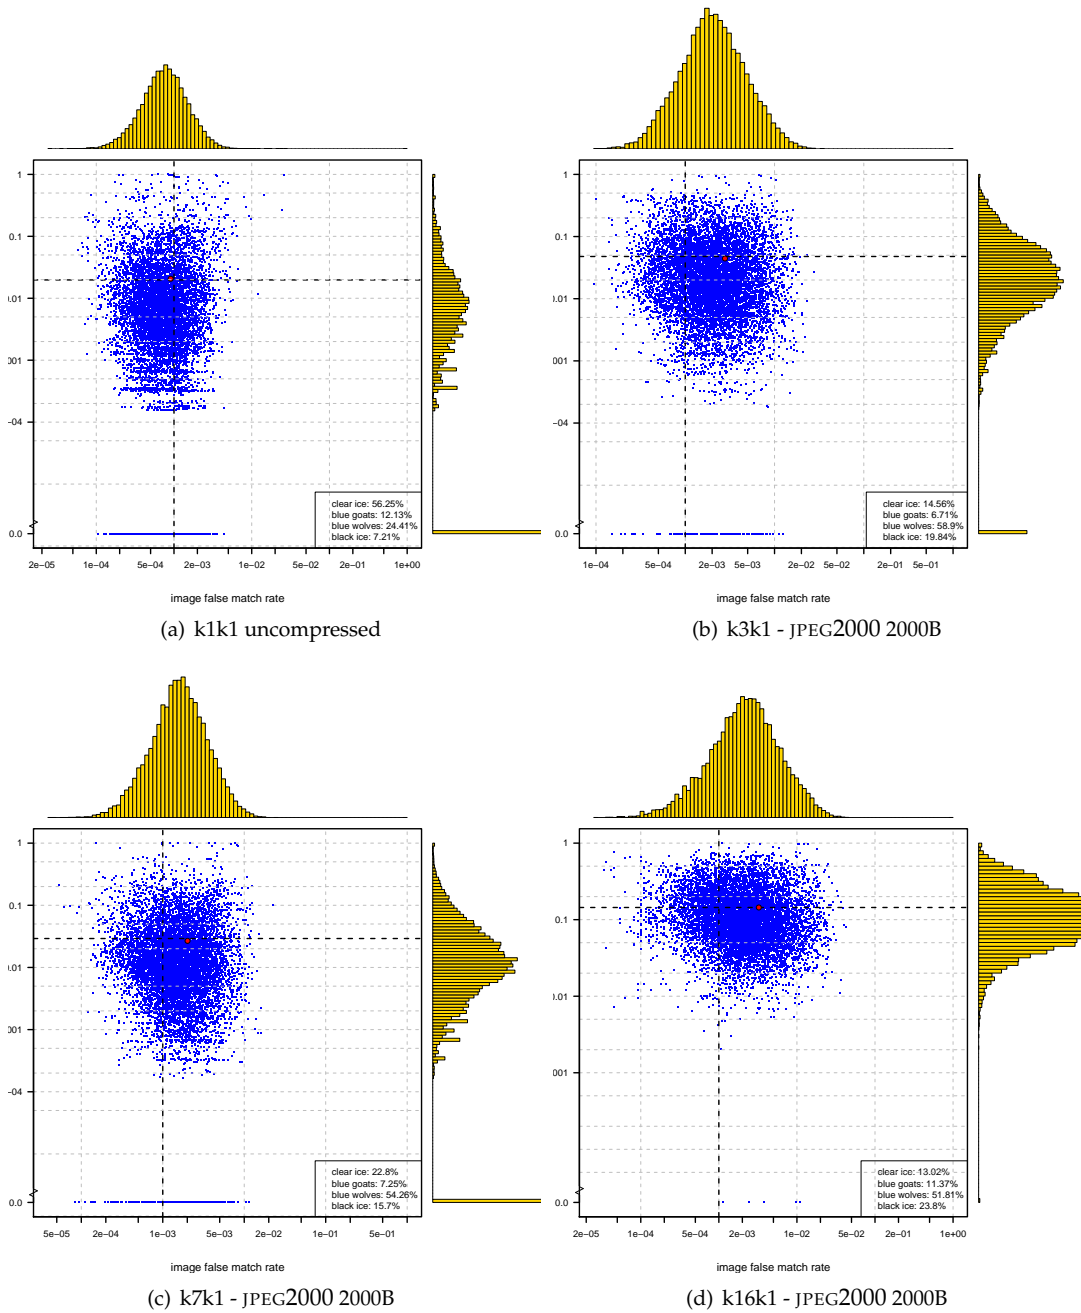 1
0.1
0.01
001
-04
0.0
clear ice: 56.25%
blue goats: 12.13%
blue wolves: 24.41%
black ice: 7.21%
2e-05 1e-04 5e-04 2e-03 1e-02 5e-02 2e-01 1e+00
image false match rate
(a) k1k1 uncompressed
1
0.1
0.01
001
-04
0.0
clear ice: 14.56%
blue goats: 6.71%
blue wolves: 58.9%
black ice: 19.84%
1e-04 5e-04 2e-03 5e-03 2e-02 5e-02 2e-01 5e-01
image false match rate
(b) k3k1 - JPEG2000 2000B
1
0.1
0.01
001
-04
0.0
clear ice: 22.8%
blue goats: 7.25%
blue wolves: 54.26%
black ice: 15.7%
5e-05 2e-04 1e-03 5e-03 2e-02 1e-01 5e-01
image false match rate
(c) k7k1 - JPEG2000 2000B
1
0.1
0.01
001
0.0
clear ice: 13.02%
blue goats: 11.37%
blue wolves: 51.81%
black ice: 23.8%
2e-05 1e-04 5e-04 2e-03 1e-02 5e-02 2e-01 1e+00
image false match rate
(d) k16k1 - JPEG2000 2000B